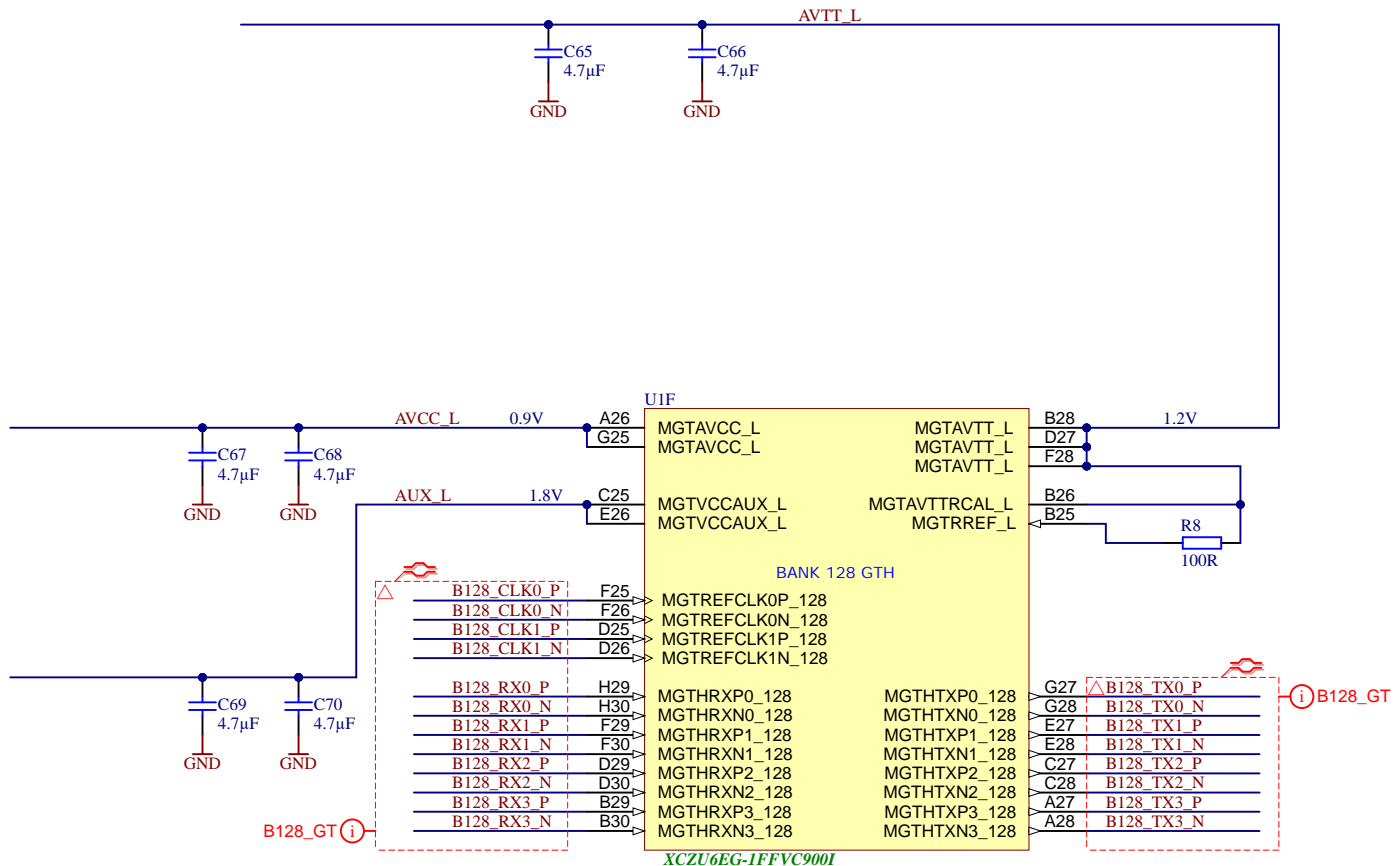 AVTT_L
C65
4.7µF
GND
C66
4.7µF
GND
U1F
AVCC_L 0.9V
A26 MGTAVCC_L
G25 MGTAVCC_L
C67
4.7µF
GND
C68
4.7µF
GND
AUX_L 1.8V
C25 MGTVCCAUX_L
E26 MGTVCCAUX_L
MGTAVTT_L B28 1.2V
MGTAVTT_L D27
MGTAVTT_L F28
MGTAVTTRCAL_L B26
MGTRREF_L B25
R8
100R
BANK 128 GTH
B128_CLK0_P F25 MGTREFCLK0P_128
B128_CLK0_N F26 MGTREFCLK0N_128
B128_CLK1_P D25 MGTREFCLK1P_128
B128_CLK1_N D26 MGTREFCLK1N_128
C69
4.7µF
GND
C70
4.7µF
GND
B128_RX0_P H29 MGTHRXP0_128
B128_RX0_N H30 MGTHRXN0_128
B128_RX1_P F29 MGTHRXP1_128
B128_RX1_N F30 MGTHRXN1_128
B128_RX2_P D29 MGTHRXP2_128
B128_RX2_N D30 MGTHRXN2_128
B128_RX3_P B29 MGTHRXP3_128
B128_RX3_N B30 MGTHRXN3_128
B128_GT i
MGTHTXP0_128 G27 B128_TX0_P
MGTHTXN0_128 G28 B128_TX0_N
MGTHTXP1_128 E27 B128_TX1_P
MGTHTXN1_128 E28 B128_TX1_N
MGTHTXP2_128 C27 B128_TX2_P
MGTHTXN2_128 C28 B128_TX2_N
MGTHTXP3_128 A27 B128_TX3_P
MGTHTXN3_128 A28 B128_TX3_N
i B128_GT
XCZU6EG-1FFVC900I